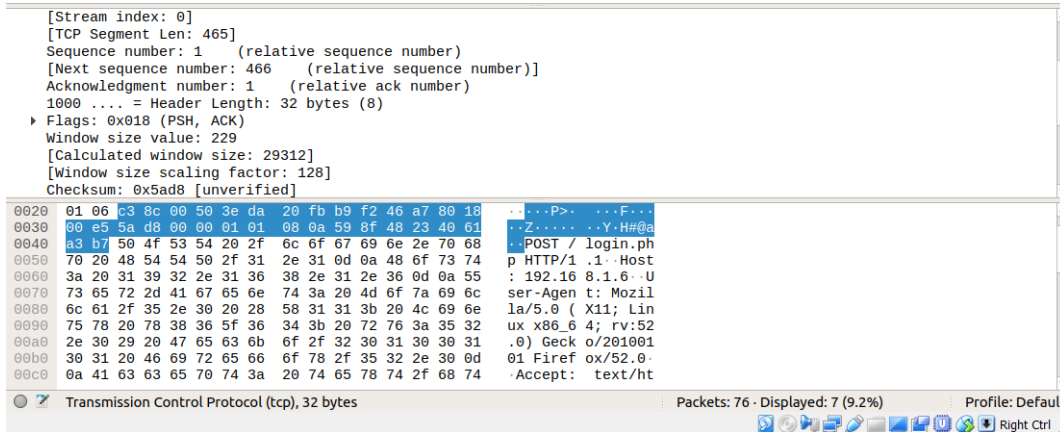 [Stream index: 0]
[TCP Segment Len: 465]
Sequence number: 1    (relative sequence number)
[Next sequence number: 466    (relative sequence number)]
Acknowledgment number: 1    (relative ack number)
1000 .... = Header Length: 32 bytes (8)
Flags: 0x018 (PSH, ACK)
Window size value: 229
[Calculated window size: 29312]
[Window size scaling factor: 128]
Checksum: 0x5ad8 [unverified]
0020  01 06 c3 8c 00 50 3e da  20 fb b9 f2 46 a7 80 18  ·····P>·  ···F···
0030  00 e5 5a d8 00 00 01 01  08 0a 59 8f 48 23 40 61  ··Z····· ··Y·H#@a
0040  a3 b7 50 4f 53 54 20 2f  6c 6f 67 69 6e 2e 70 68  ··POST / login.ph
0050  70 20 48 54 54 50 2f 31  2e 31 0d 0a 48 6f 73 74  p HTTP/1 .1··Host
0060  3a 20 31 39 32 2e 31 36  38 2e 31 2e 36 0d 0a 55  : 192.16 8.1.6··U
0070  73 65 72 2d 41 67 65 6e  74 3a 20 4d 6f 7a 69 6c  ser-Agen t: Mozil
0080  6c 61 2f 35 2e 30 20 28  58 31 31 3b 20 4c 69 6e  la/5.0 ( X11; Lin
0090  75 78 20 78 38 36 5f 36  34 3b 20 72 76 3a 35 32  ux x86_6 4; rv:52
00a0  2e 30 29 20 47 65 63 6b  6f 2f 32 30 31 30 30 31  .0) Geck o/201001
00b0  30 31 20 46 69 72 65 66  6f 78 2f 35 32 2e 30 0d  01 Firef ox/52.0·
00c0  0a 41 63 63 65 70 74 3a  20 74 65 78 74 2f 68 74  ·Accept:  text/ht
Transmission Control Protocol (tcp), 32 bytes    Packets: 76 · Displayed: 7 (9.2%)    Profile: Defaul
Right Ctrl